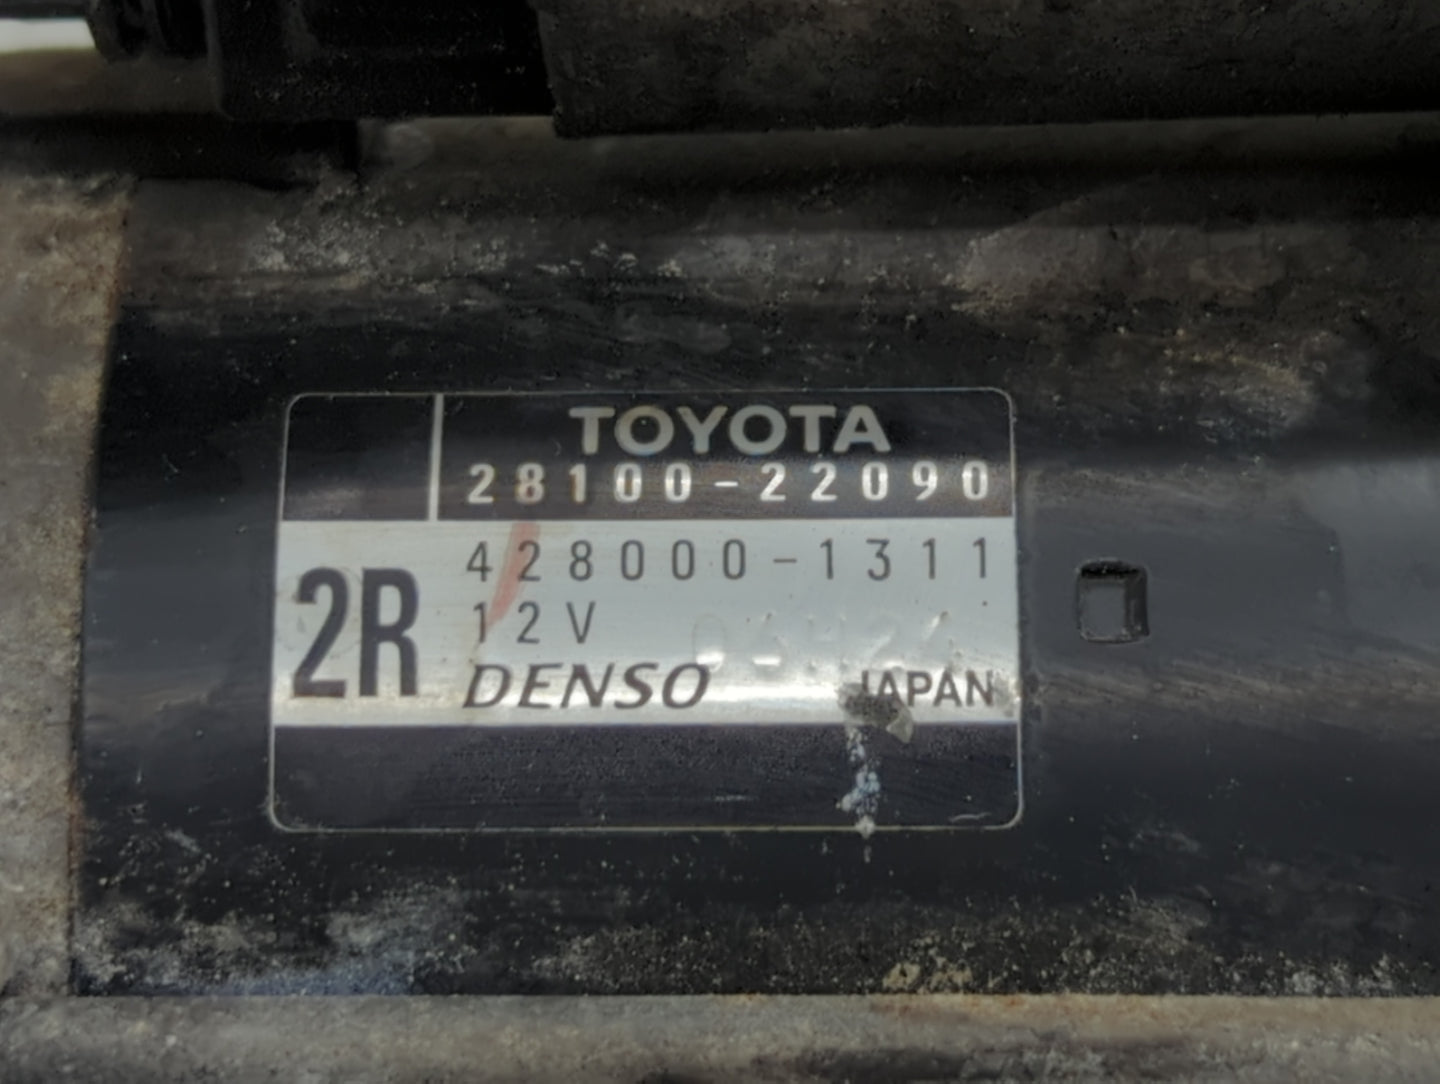 TOYOTA
28100-22090
2R
428000-1311
12V
DENSO JAPAN